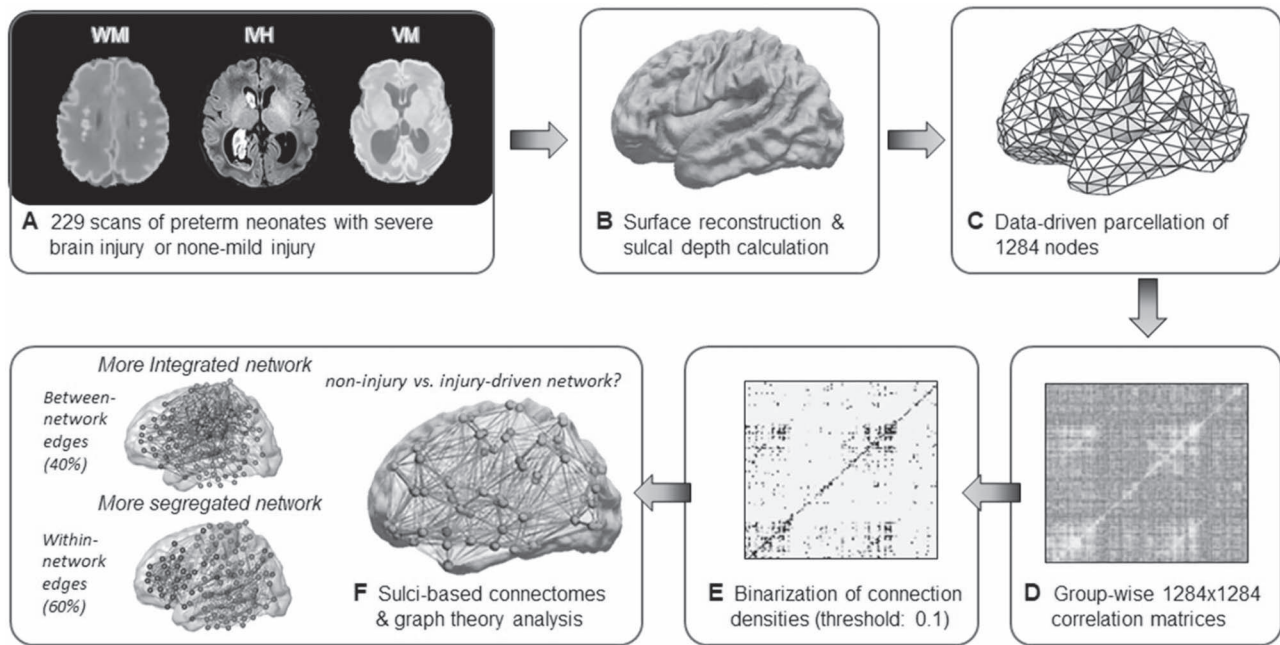 WMI IVH VM
A 229 scans of preterm neonates with severe
brain injury or none-mild injury
B Surface reconstruction &
sulcal depth calculation
C Data-driven parcellation of
1284 nodes
D Group-wise 1284x1284
correlation matrices
E Binarization of connection
densities (threshold: 0.1)
More Integrated network
Between-
network
edges
(40%)
More segregated network
Within-
network
edges
(60%)
non-injury vs. injury-driven network?
F Sulci-based connectomes
& graph theory analysis